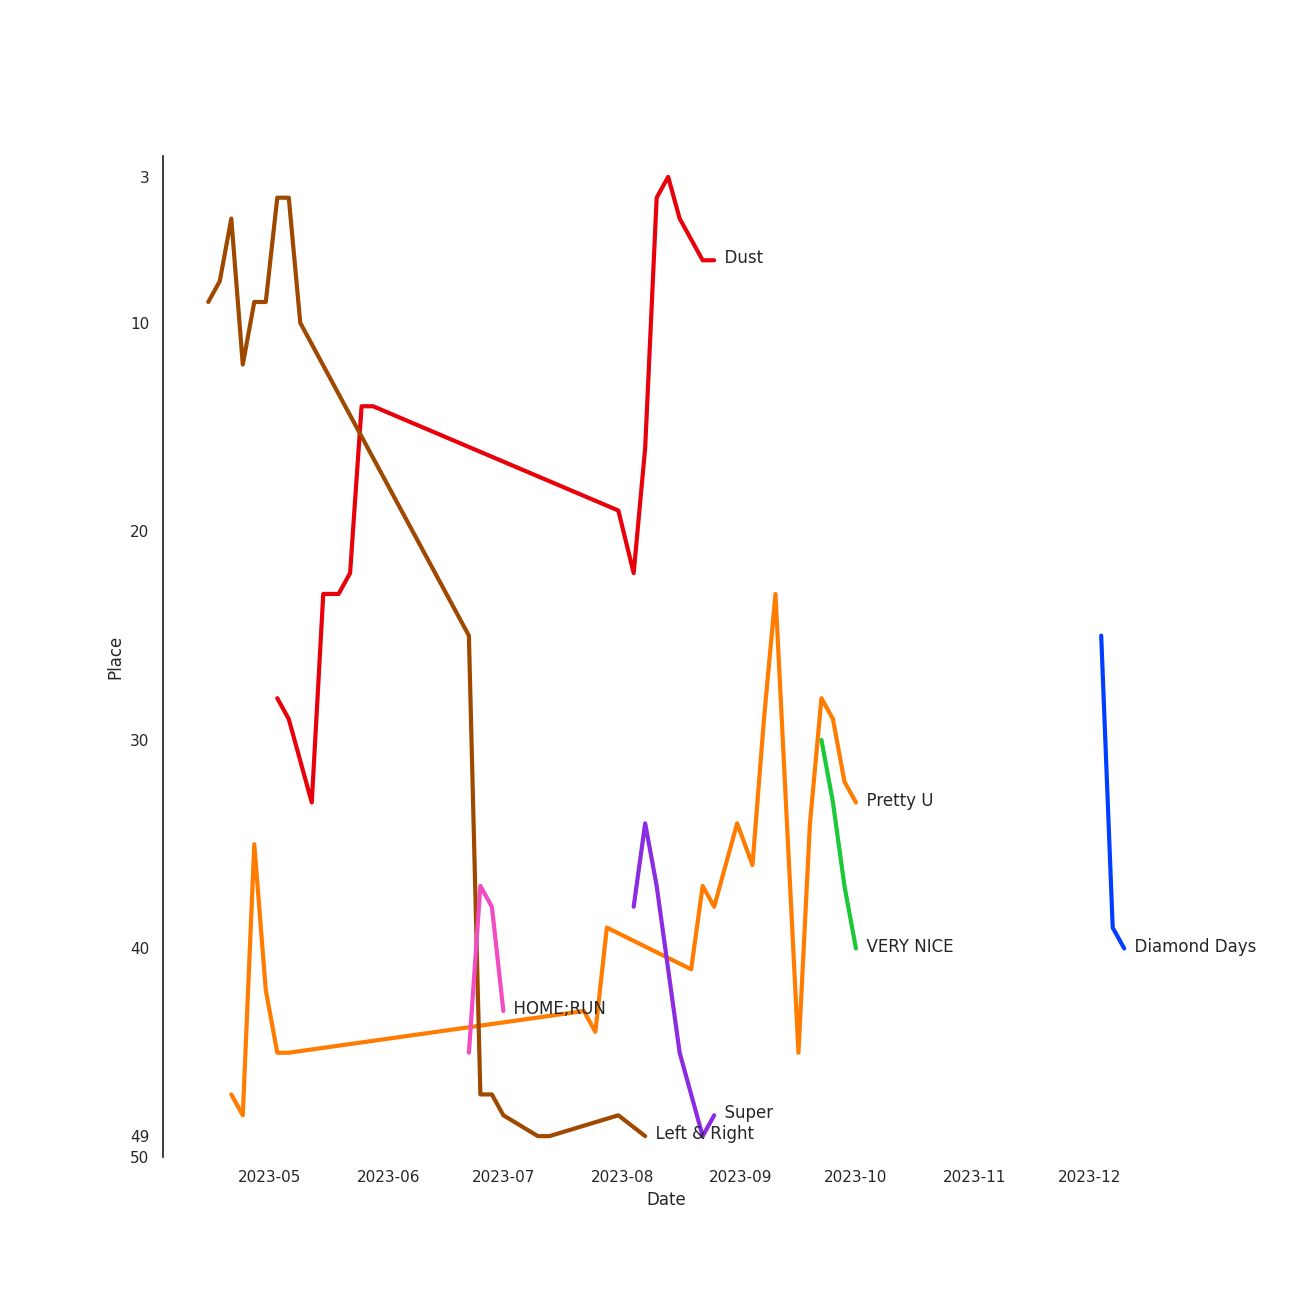 3
Dust
10
20
Place
30
Pretty U
40
VERY NICE
Diamond Days
HOME;RUN
Super
49
Left & Right
50
2023-05 2023-06 2023-07 2023-08 2023-09 2023-10 2023-11 2023-12
Date